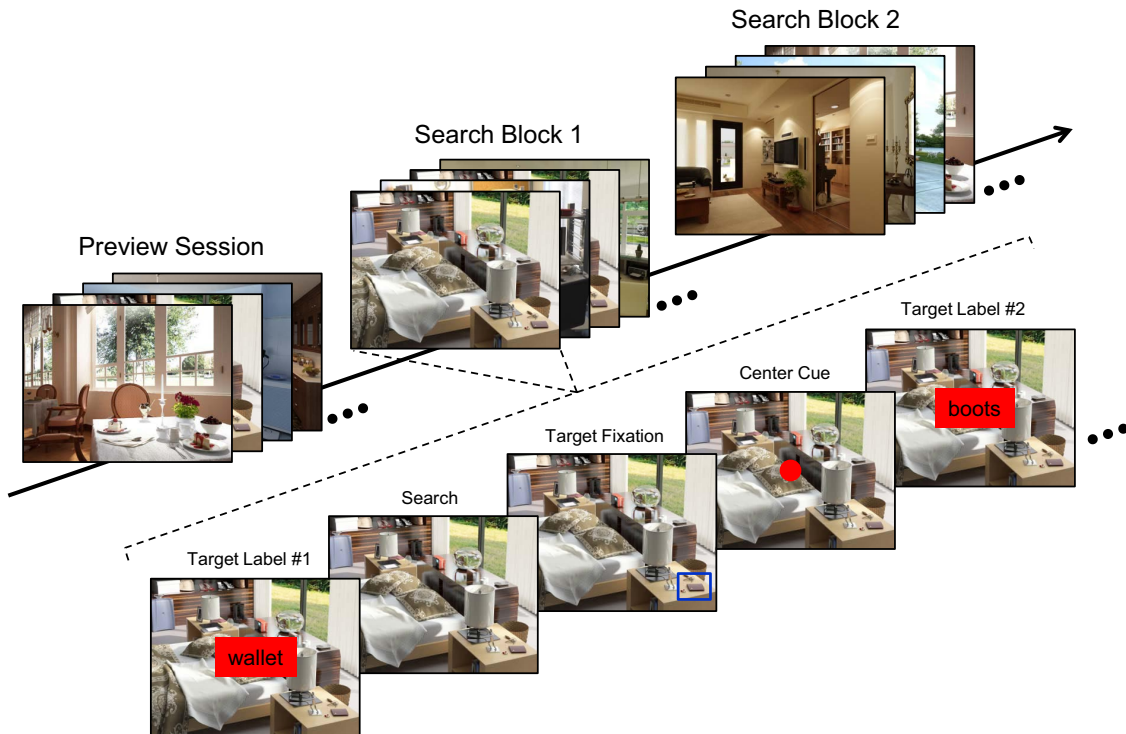 Search Block 2
Search Block 1
Preview Session
Target Label #2
Center Cue
boots
Target Fixation
Search
Target Label #1
wallet